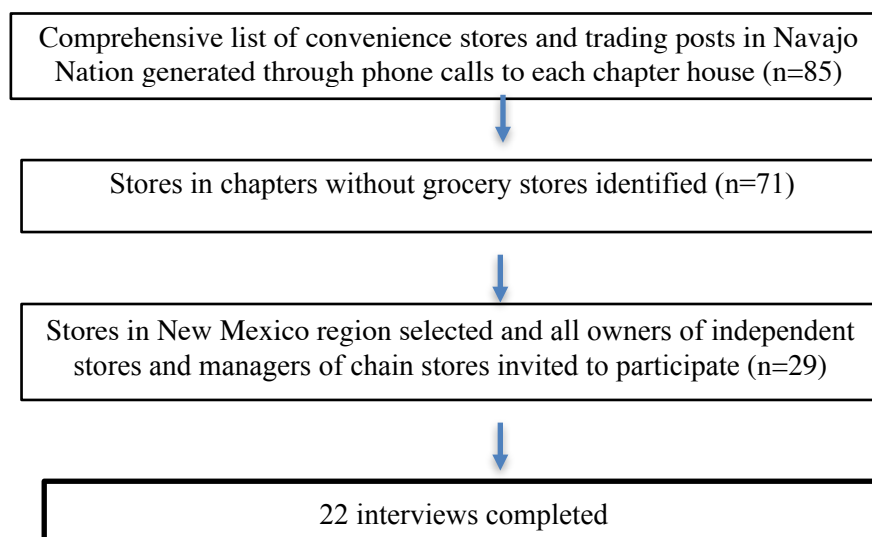 Comprehensive list of convenience stores and trading posts in Navajo
Nation generated through phone calls to each chapter house (n=85)
Stores in chapters without grocery stores identified (n=71)
Stores in New Mexico region selected and all owners of independent
stores and managers of chain stores invited to participate (n=29)
22 interviews completed